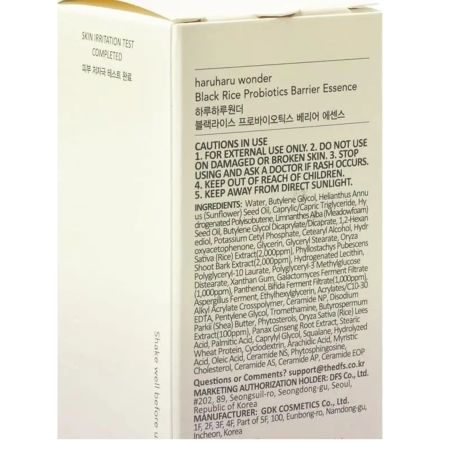 SKIN IRRITATION TEST
COMPLETED
피부 저자극 테스트 완료
haruharu wonder
Black Rice Probiotics Barrier Essence
하루하루원더
블랙라이스 프로바이오틱스 베리어 에센스
CAUTIONS IN USE
1. FOR EXTERNAL USE ONLY. 2. DO NOT USE
ON DAMAGED OR BROKEN SKIN. 3. STOP
USING AND ASK A DOCTOR IF RASH OCCURS.
4. KEEP OUT OF REACH OF CHILDREN.
5. KEEP AWAY FROM DIRECT SUNLIGHT.
INGREDIENTS: Water, Butylene Glycol, Helianthus Annu
us (Sunflower) Seed Oil, Caprylic/Capric Triglyceride, Hy
drogenated Polyisobutene, Limnanthes Alba (Meadowfoam)
Seed Oil, Butylene Glycol Dicaprylate/Dicaprate, 1,2-Hexan
ediol, Potassium Cetyl Phosphate, Cetearyl Alcohol, Hydr
oxyacetophenone, Glycerin, Glyceryl Stearate, Oryza
Sativa (Rice) Extract(2,000ppm), Phyllostachys Pubescens
Shoot Bark Extract(2,000ppm), Hydrogenated Lecithin,
Polyglyceryl-10 Laurate, Polyglyceryl-3 Methylglucose
Distearate, Xanthan Gum, Galactomyces Ferment Filtrate
(1,000ppm), Panthenol, Bifida Ferment Filtrate(1,000ppm),
Aspergillus Ferment, Ethylhexylglycerin, Acrylates/C10-30
Alkyl Acrylate Crosspolymer, Ceramide NP, Disodium
EDTA, Pentylene Glycol, Tromethamine, Butyrospermum
Parkii (Shea) Butter, Phytosterols, Oryza Sativa (Rice) Lees
Extract(100ppm), Panax Ginseng Root Extract, Stearic
Acid, Palmitic Acid, Caprylyl Glycol, Squalane, Hydrolyzed
Wheat Protein, Cyclodextrin, Arachidic Acid, Myristic
Acid, Oleic Acid, Ceramide NS, Phytosphingosine,
Cholesterol, Ceramide AS, Ceramide AP, Ceramide EOP
Questions or Comments? support@thedfs.co.kr
MARKETING AUTHORIZATION HOLDER: DFS Co., Ltd.
#202, 89, Seongsuil-ro, Seongdong-gu, Seoul,
Republic of Korea
MANUFACTURER: GDK COSMETICS Co., Ltd.
1F, 2F, 3F, 4F, Part of 5F, 100, Eunbong-ro, Namdong-gu,
Incheon, Korea
Shake well before u